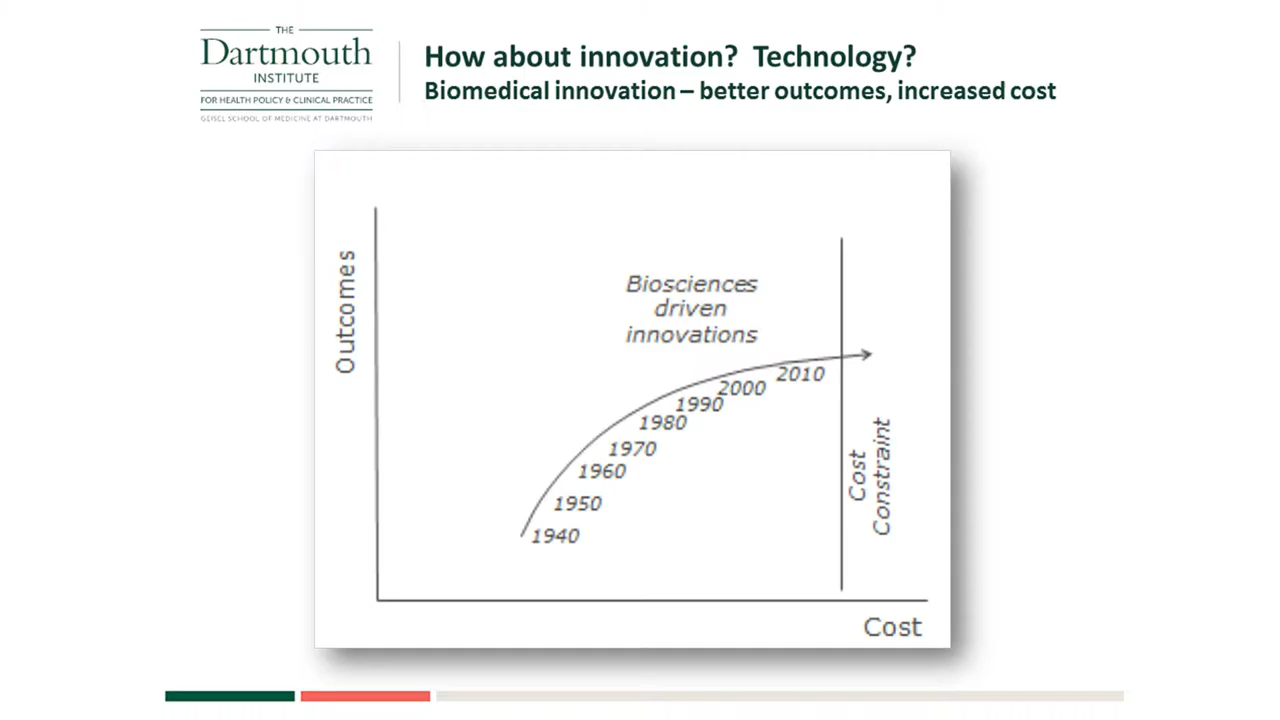 THE
Dartmouth
INSTITUTE
FOR HEALTH POLICY & CLINICAL PRACTICE
GEISEL SCHOOL OF MEDICINE AT DARTMOUTH
How about innovation? Technology?
Biomedical innovation – better outcomes, increased cost
Outcomes
Biosciences
driven
innovations
2010
2000
1990
1980
1970
1960
1950
1940
Cost
Constraint
Cost